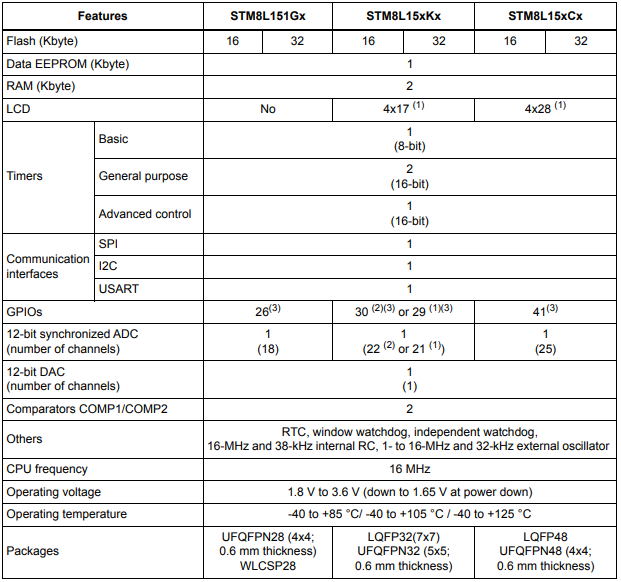 Features STM8L151Gx STM8L15xKx STM8L15xCx
Flash (Kbyte) 16 32 16 32 16 32
Data EEPROM (Kbyte) 1
RAM (Kbyte) 2
LCD No 4x17 (1) 4x28 (1)
Timers
Basic 1
(8-bit)
General purpose 2
(16-bit)
Advanced control 1
(16-bit)
Communication
interfaces
SPI 1
I2C 1
USART 1
GPIOs 26(3) 30 (2)(3) or 29 (1)(3) 41(3)
12-bit synchronized ADC 1 1 1
(number of channels) (18) (22 (2) or 21 (1)) (25)
12-bit DAC 1
(number of channels) (1)
Comparators COMP1/COMP2 2
Others
RTC, window watchdog, independent watchdog,
16-MHz and 38-kHz internal RC, 1- to 16-MHz and 32-kHz external oscillator
CPU frequency 16 MHz
Operating voltage 1.8 V to 3.6 V (down to 1.65 V at power down)
Operating temperature -40 to +85 °C/ -40 to +105 °C / -40 to +125 °C
Packages
UFQFPN28 (4x4;
0.6 mm thickness)
WLCSP28
LQFP32(7x7)
UFQFPN32 (5x5;
0.6 mm thickness)
LQFP48
UFQFPN48 (4x4;
0.6 mm thickness)